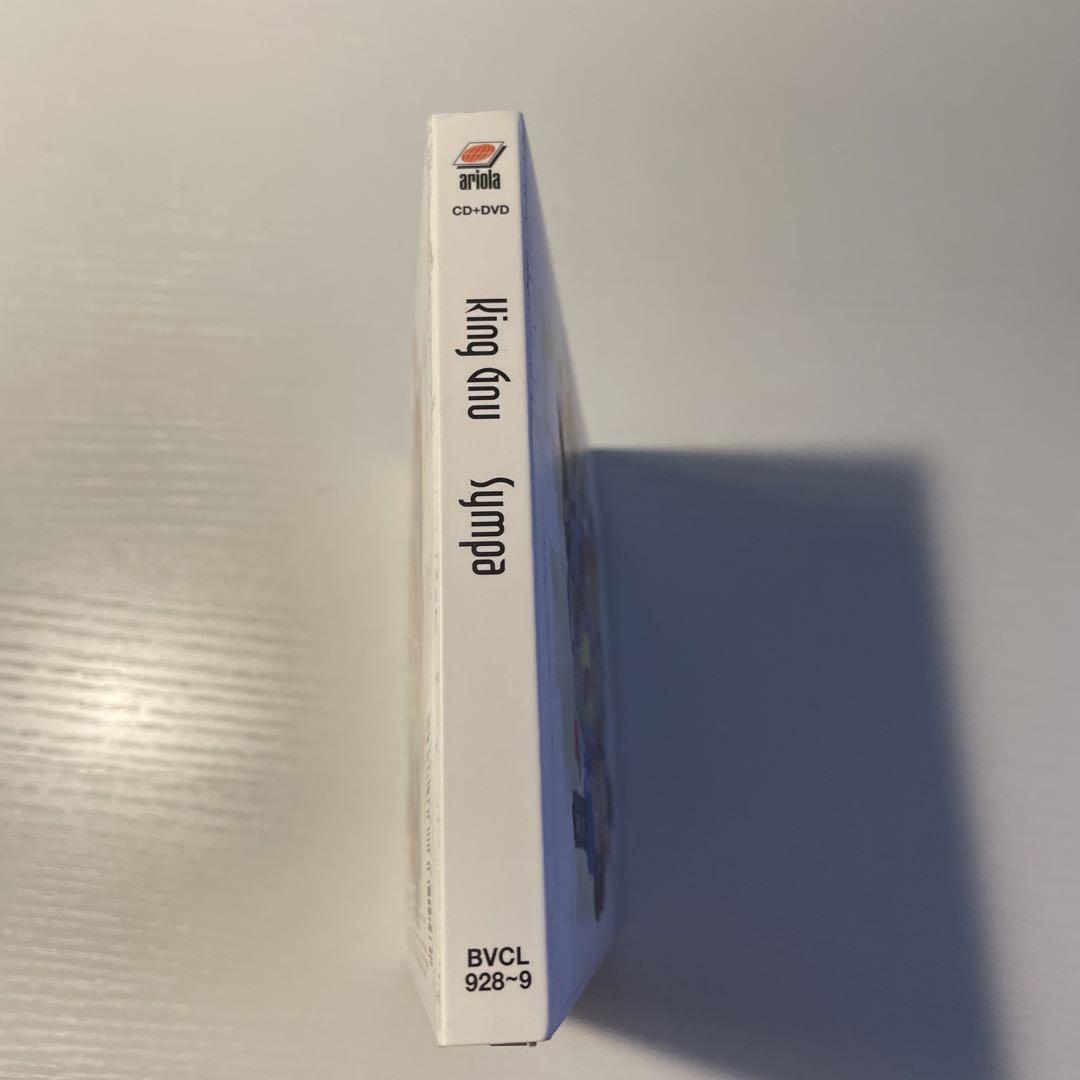 ariola
CD+DVD
King Gnu Sympa
BVCL
928~9